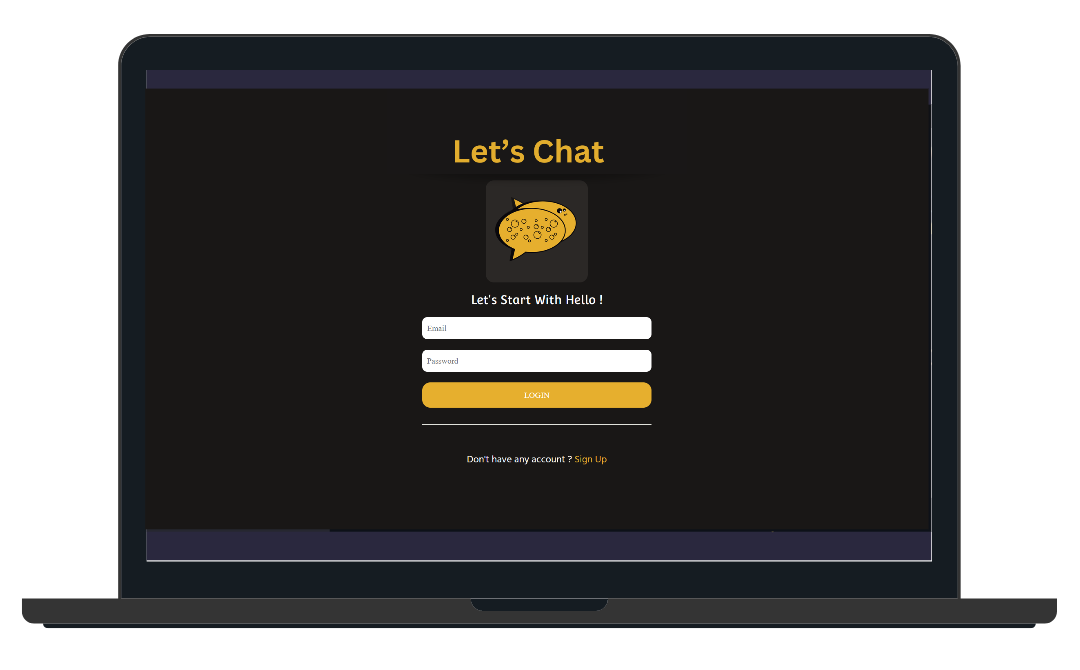 Let’s Chat
Let's Start With Hello !
Email
Password
LOGIN
Don't have any account ? Sign Up